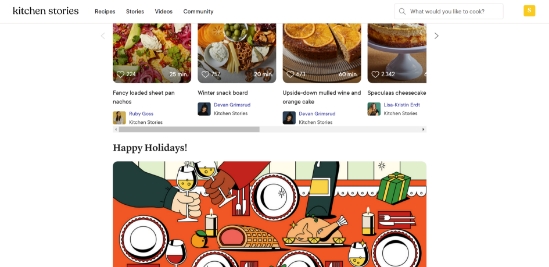 kitchen stories
Recipes
Stories
Videos
Community
What would you like to cook?
224
25 min.
757
20 min.
673
60 min.
2,142
Fancy loaded sheet pan
nachos
Winter snack board
Upside-down mulled wine and
orange cake
Speculaas cheesecake
Ruby Goss
Kitchen Stories
Devan Grimsrud
Kitchen Stories
Devan Grimsrud
Kitchen Stories
Lisa-Kristin Erdt
Kitchen Stories
Happy Holidays!